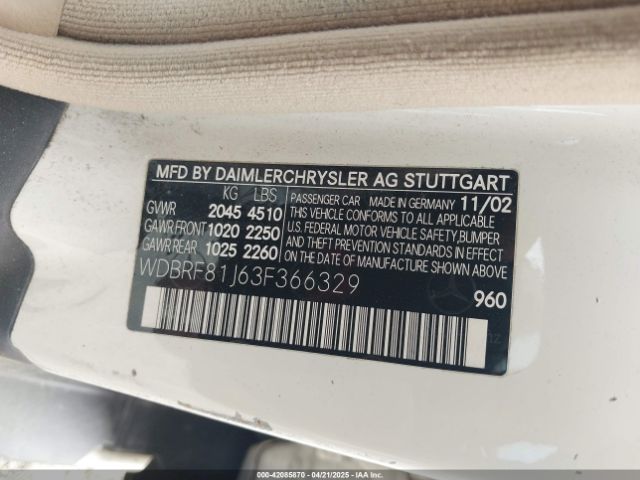 MFD BY DAIMLERCHRYSLER AG STUTTGART
KG LBS
GVWR 2045 4510
GAWR FRONT 1020 2250
GAWR REAR 1025 2260
PASSENGER CAR MADE IN GERMANY 11/02
THIS VEHICLE CONFORMS TO ALL APPLICABLE
U.S. FEDERAL MOTOR VEHICLE SAFETY, BUMPER
AND THEFT PREVENTION STANDARDS IN EFFECT
ON THE DATE OF MANUFACTURE SHOWN ABOVE.
WDBRF81J63F366329
960
000-42085870 - 04/21/2025 - IAAI.COM